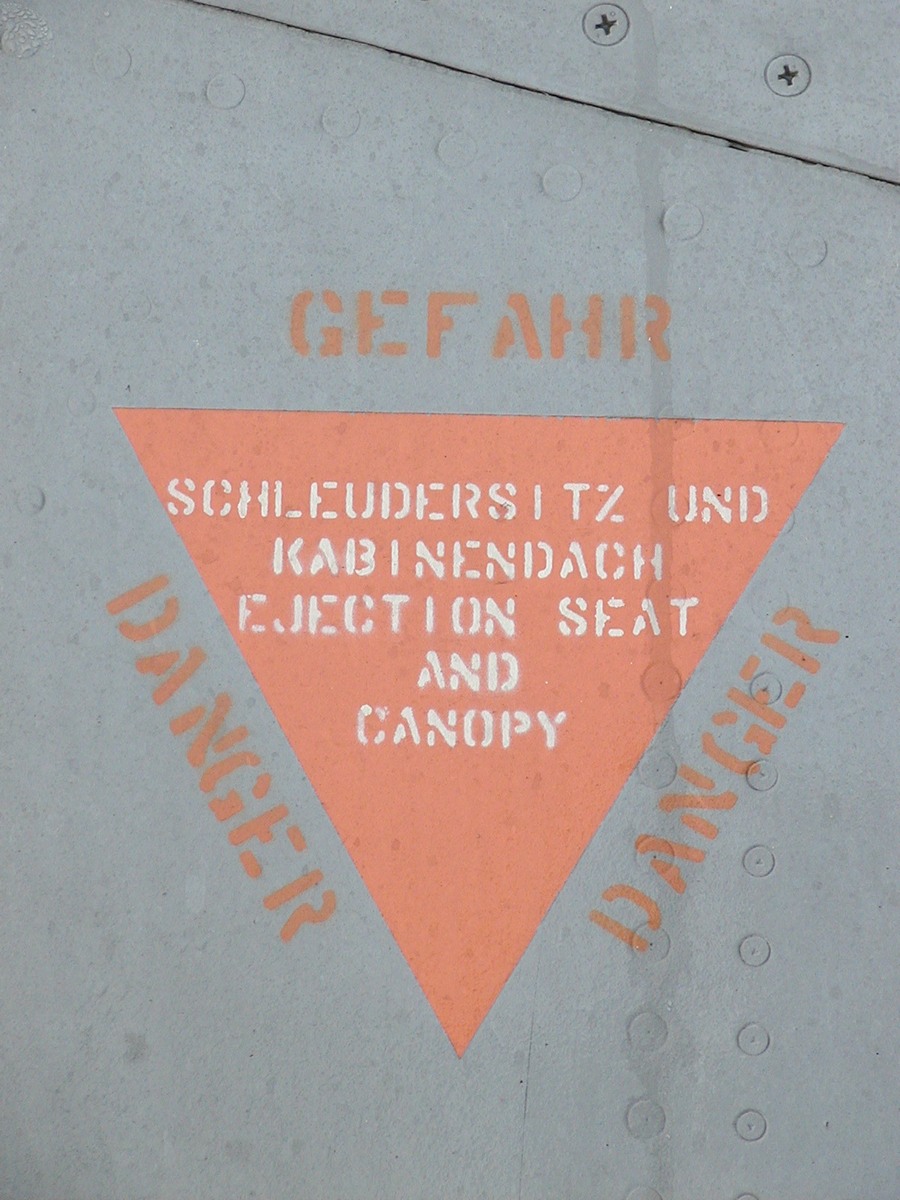 GEFAHR
SCHLEUDERSITZ UND
KABINENDACH
EJECTION SEAT
AND
CANOPY
DANGER
DANGER